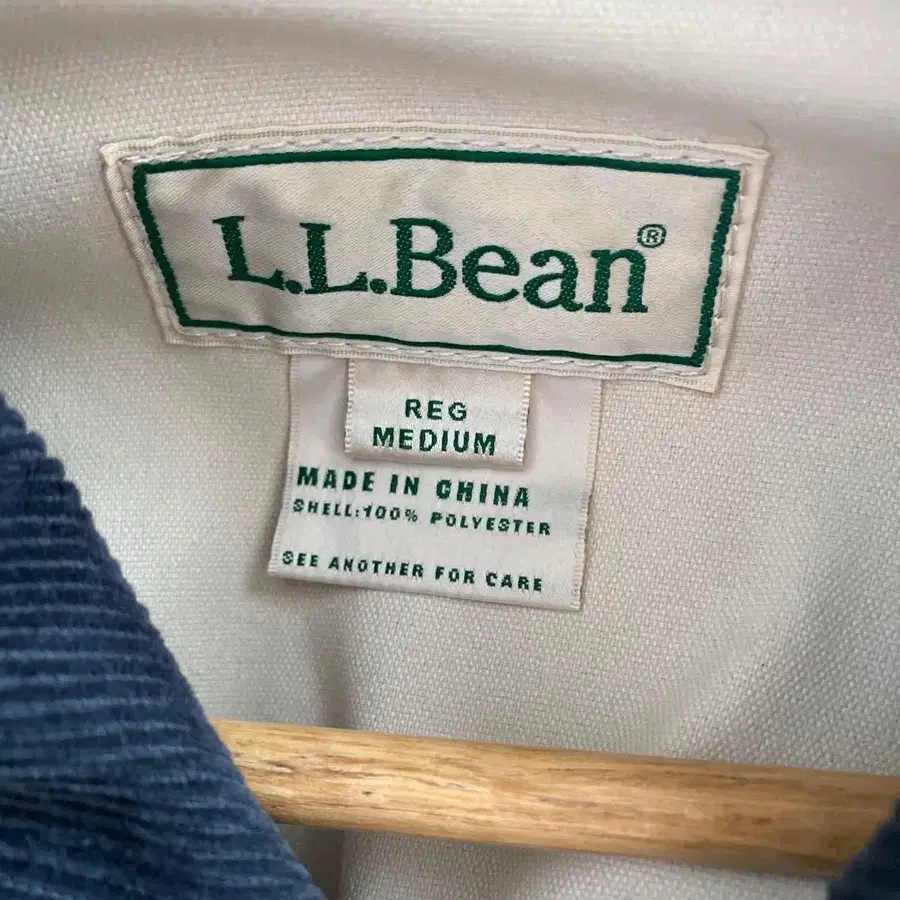 L.L.Bean®
REG
MEDIUM
MADE IN CHINA
SHELL:100% POLYESTER
SEE ANOTHER FOR CARE